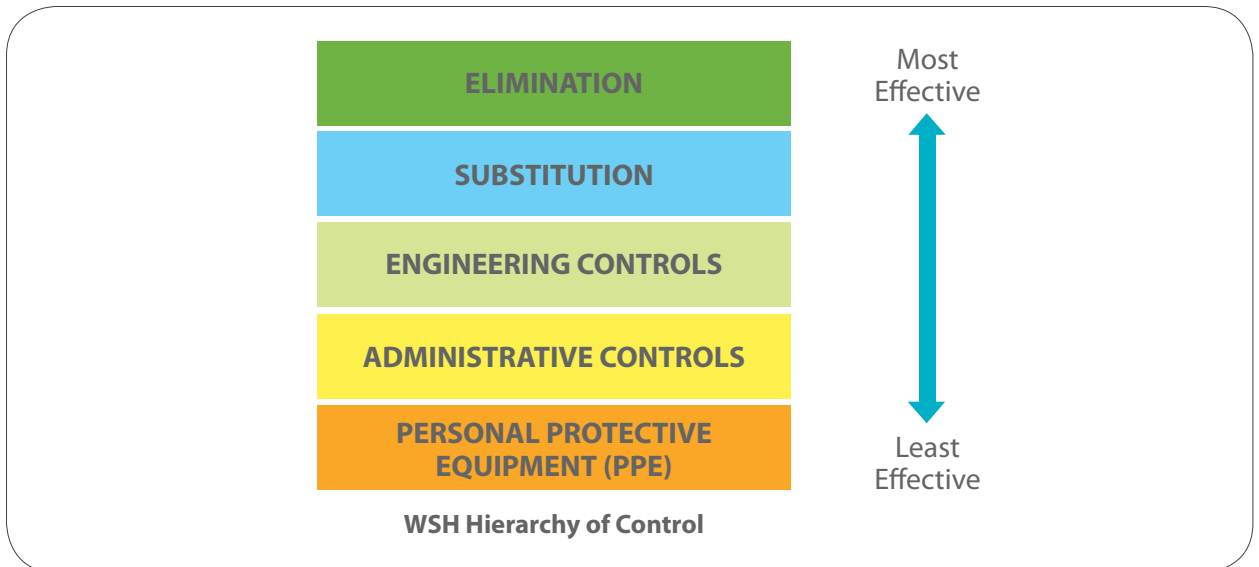 ELIMINATION
SUBSTITUTION
ENGINEERING CONTROLS
ADMINISTRATIVE CONTROLS
PERSONAL PROTECTIVE
EQUIPMENT (PPE)
WSH Hierarchy of Control
Most
Effective
Least
Effective